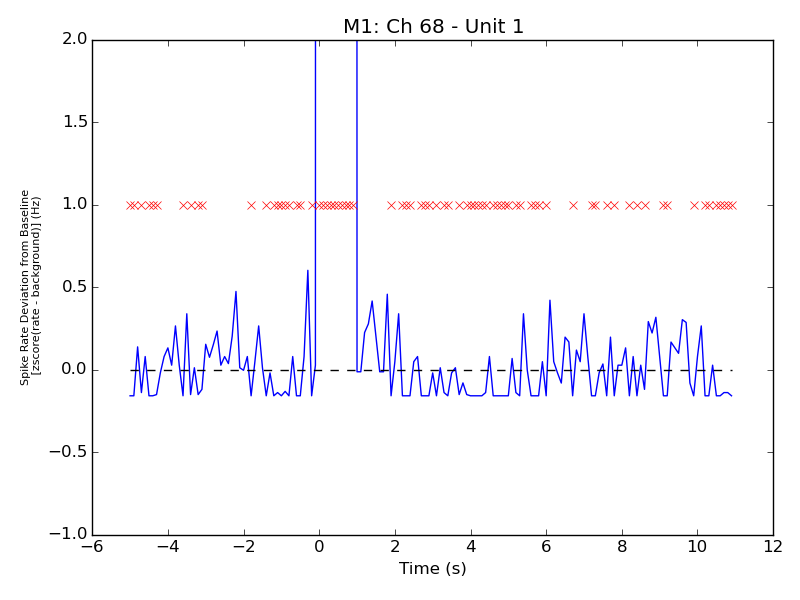 M1: Ch 68 - Unit 1
2.0
1.5
1.0
0.5
0.0
−0.5
−1.0
Spike Rate Deviation from Baseline
[zscore(rate - background)] (Hz)
−6 −4 −2 0 2 4 6 8 10 12
Time (s)